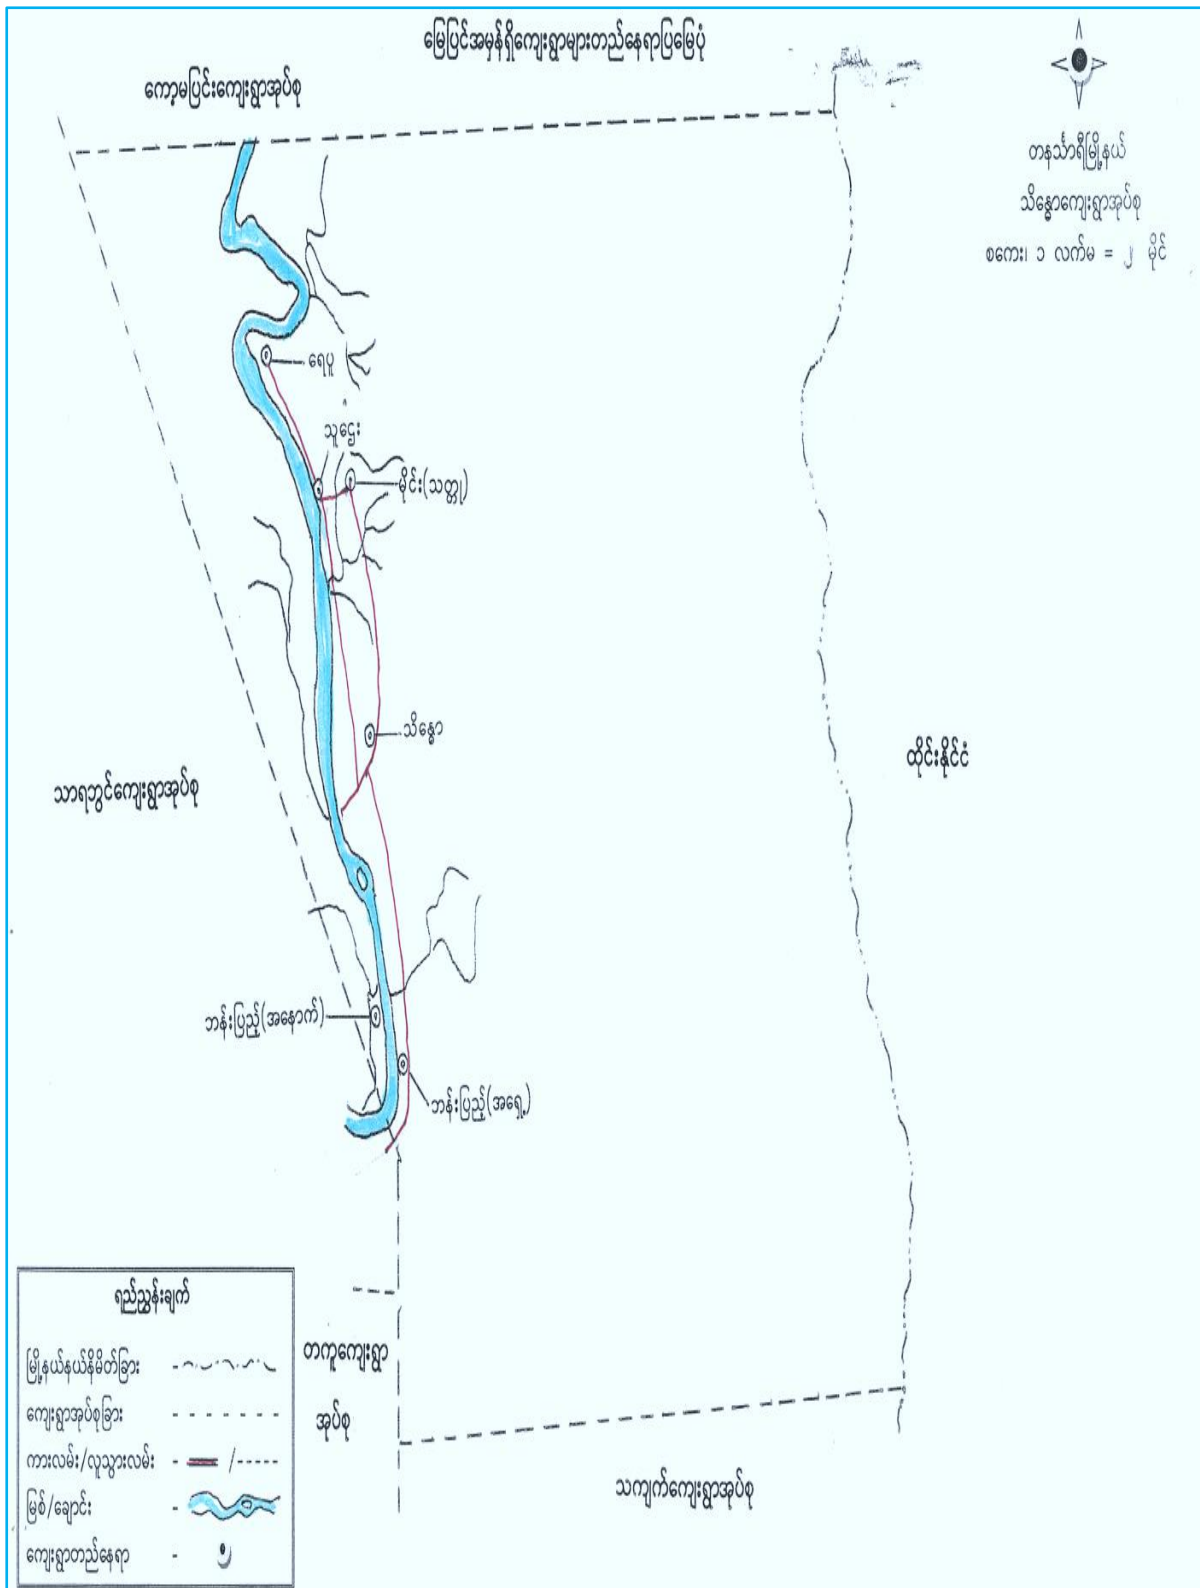 မြေပြင်အမှန်ရှိကျေးရွာများတည်နေရာပြမြေပုံ
ကော့မပြင်းကျေးရွာအုပ်စု
တနင်္သာရီမြို့နယ်
သိန္ဓောကျေးရွာအုပ်စု
စကေး၊ ၁ လက်မ = ၂ မိုင်
ရေပူ
သူဌေး
မိုင်း(သတ္တု)
သိန္ဓော
ထိုင်းနိုင်ငံ
သာရဘွင်ကျေးရွာအုပ်စု
ဘန်းပြည့်(အနောက်)
ဘန်းပြည့်(အရှေ့)
ရည်ညွှန်းချက်
မြို့နယ်နယ်နိမိတ်ခြား -
ကျေးရွာအုပ်စုခြား -
ကားလမ်း/လူသွားလမ်း - /
မြစ်/ချောင်း -
ကျေးရွာတည်နေရာ -
တကူကျေးရွာ
အုပ်စု
သကျက်ကျေးရွာအုပ်စု